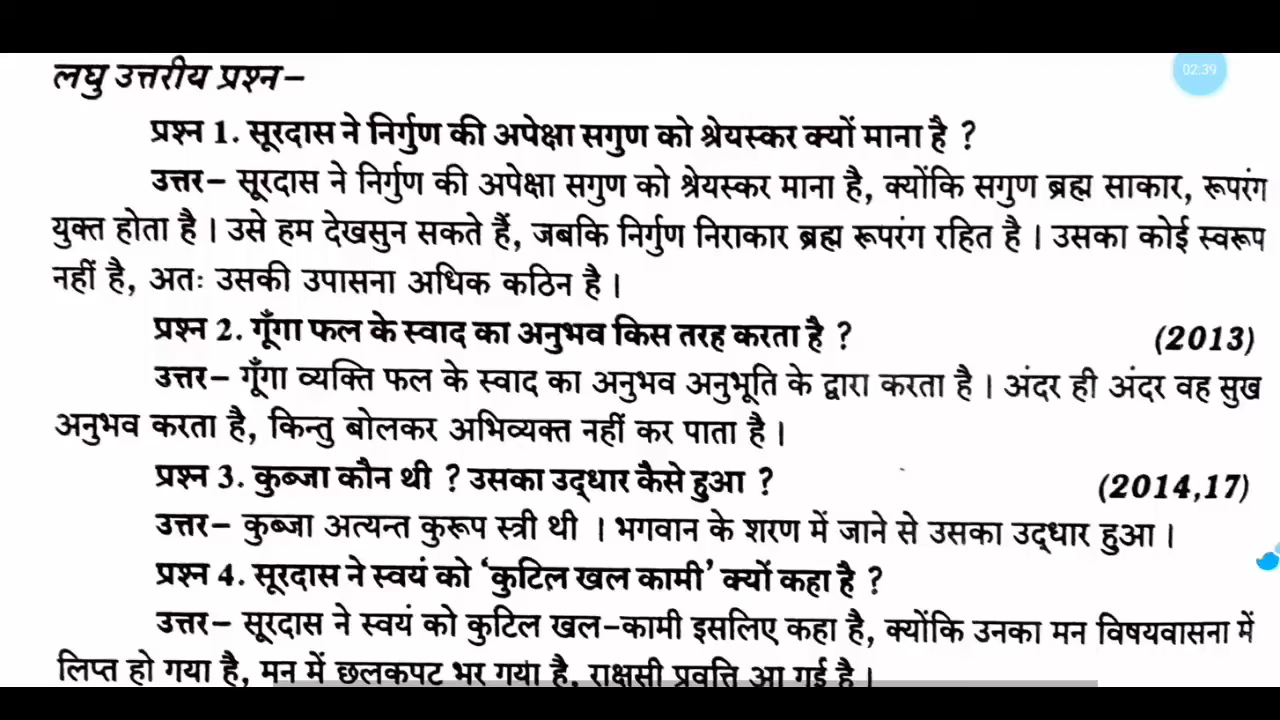 लघु उत्तरीय प्रश्न–
02:39
प्रश्न 1. सूरदास ने निर्गुण की अपेक्षा सगुण को श्रेयस्कर क्यों माना है ?
उत्तर– सूरदास ने निर्गुण की अपेक्षा सगुण को श्रेयस्कर माना है, क्योंकि सगुण ब्रह्म साकार, रूपरंग
युक्त होता है । उसे हम देखसुन सकते हैं, जबकि निर्गुण निराकार ब्रह्म रूपरंग रहित है । उसका कोई स्वरूप
नहीं है, अतः उसकी उपासना अधिक कठिन है ।
प्रश्न 2. गूँगा फल के स्वाद का अनुभव किस तरह करता है ? (2013)
उत्तर– गूँगा व्यक्ति फल के स्वाद का अनुभव अनुभूति के द्वारा करता है । अंदर ही अंदर वह सुख
अनुभव करता है, किन्तु बोलकर अभिव्यक्त नहीं कर पाता है ।
प्रश्न 3. कुब्जा कौन थी ? उसका उद्धार कैसे हुआ ? (2014,17)
उत्तर– कुब्जा अत्यन्त कुरूप स्त्री थी । भगवान के शरण में जाने से उसका उद्धार हुआ ।
प्रश्न 4. सूरदास ने स्वयं को ‘कुटिल खल कामी’ क्यों कहा है ?
उत्तर– सूरदास ने स्वयं को कुटिल खल–कामी इसलिए कहा है, क्योंकि उनका मन विषयवासना में
लिप्त हो गया है, मन में छलकपट भर गया है, राक्षसी प्रवत्ति आ गई है ।